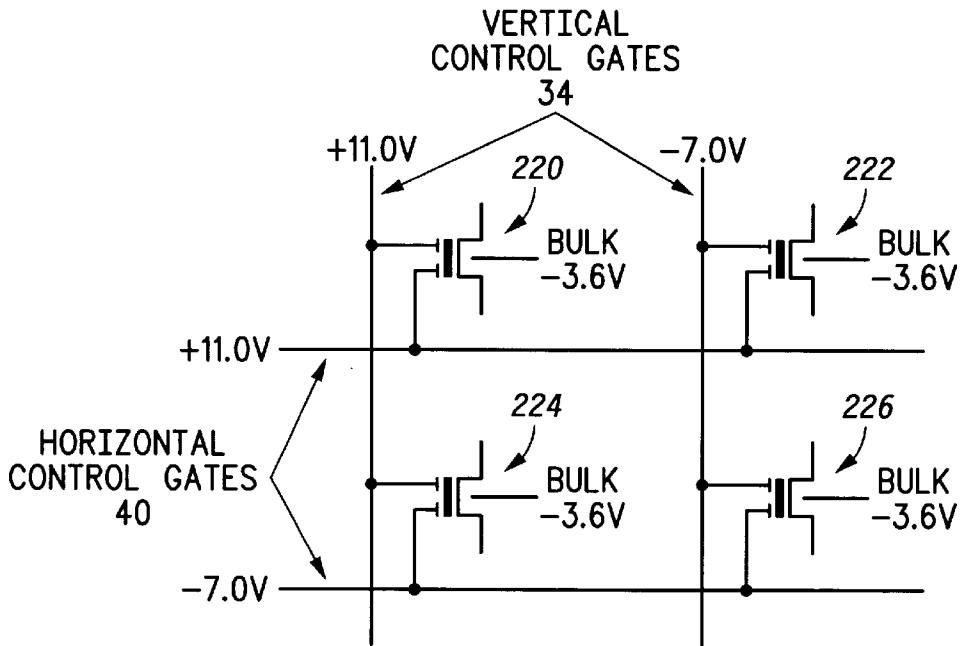 VERTICAL
CONTROL GATES
34
+11.0V
-7.0V
220
222
BULK
-3.6V
BULK
-3.6V
+11.0V
224
226
HORIZONTAL
CONTROL GATES
40
BULK
-3.6V
BULK
-3.6V
-7.0V